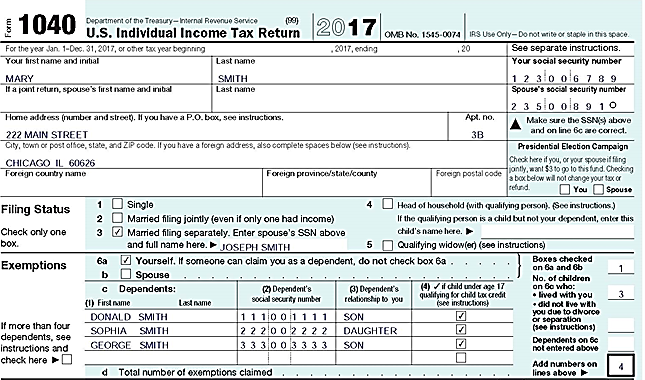 Form 1040 Department of the Treasury—Internal Revenue Service (99)
U.S. Individual Income Tax Return 2017 OMB No. 1545-0074 IRS Use Only—Do not write or staple in this space.
For the year Jan. 1–Dec. 31, 2017, or other tax year beginning , 2017, ending , 20 See separate instructions.
Your first name and initial Last name Your social security number
MARY SMITH 1 2 3 0 0 6 7 8 9
If a joint return, spouse's first name and initial Last name Spouse's social security number
2 3 5 0 0 8 9 1 0
Home address (number and street). If you have a P.O. box, see instructions. Apt. no.
222 MAIN STREET 3B
▲ Make sure the SSN(s) above and on line 6c are correct.
City, town or post office, state, and ZIP code. If you have a foreign address, also complete spaces below (see instructions).
CHICAGO IL 60626
Presidential Election Campaign
Check here if you, or your spouse if filing
jointly, want $3 to go to this fund. Checking
a box below will not change your tax or
refund. You Spouse
Foreign country name Foreign province/state/county Foreign postal code
Filing Status
Check only one
box.
1 Single
2 Married filing jointly (even if only one had income)
3 ✓ Married filing separately. Enter spouse's SSN above
and full name here. ▶ JOSEPH SMITH
4 Head of household (with qualifying person). (See instructions.)
If the qualifying person is a child but not your dependent, enter this
child's name here. ▶
5 Qualifying widow(er) (see instructions)
Exemptions
6a ✓ Yourself. If someone can claim you as a dependent, do not check box 6a . . . . .
b Spouse . . . . . . . . . . . . . . . . . . . . .
c Dependents:
(1) First name Last name
(2) Dependent's
social security number
(3) Dependent's
relationship to you
(4) ✓ if child under age 17
qualifying for child tax credit
(see instructions)
DONALD SMITH 1 1 1 0 0 1 1 1 1 SON ✓
SOPHIA SMITH 2 2 2 0 0 2 2 2 2 DAUGHTER ✓
GEORGE SMITH 3 3 3 0 0 3 3 3 3 SON ✓
If more than four
dependents, see
instructions and
check here ▶
d Total number of exemptions claimed . . . . . . . . . . . . . . . . .
Boxes checked
on 6a and 6b 1
No. of children
on 6c who:
• lived with you 3
• did not live with
you due to divorce
or separation
(see instructions)
Dependents on 6c
not entered above
Add numbers on
lines above ▶ 4